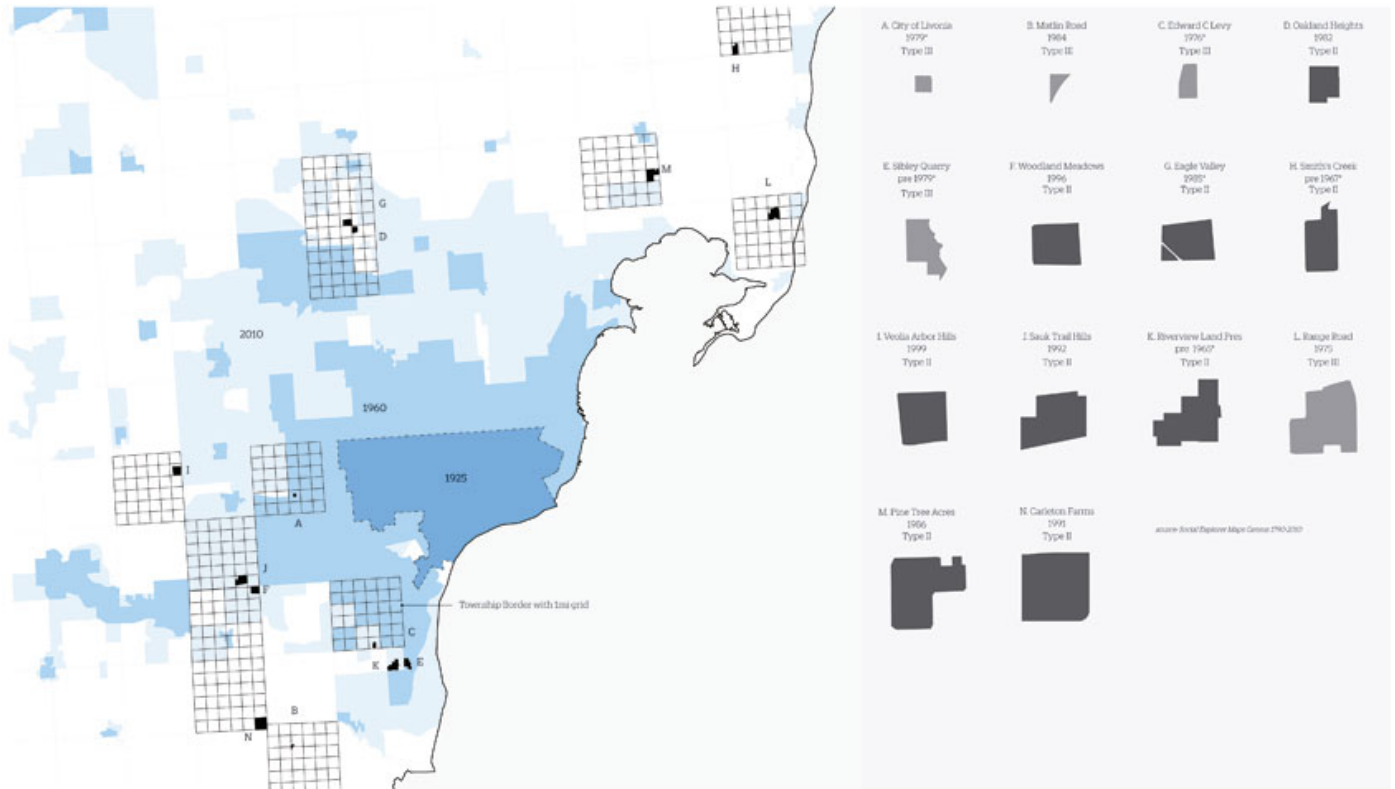 H
M
L
G
D
2010
1960
1925
I
A
J
F
Township Border with 1mi grid
C
K
E
B
N
A. City of Livonia
1979*
Type III
B. Matlin Road
1984
Type III
C. Edward C Levy
1976*
Type III
D. Oakland Heights
1982
Type II
E. Sibley Quarry
pre 1979*
Type III
F. Woodland Meadows
1996
Type II
G. Eagle Valley
1985*
Type II
H. Smith's Creek
pre 1967*
Type II
I. Veolia Arbor Hills
1999
Type II
J. Sauk Trail Hills
1992
Type II
K. Riverview Land Pres
pre 1965*
Type II
L. Range Road
1975
Type III
M. Pine Tree Acres
1986
Type II
N. Carleton Farms
1991
Type II
source: Social Explorer Maps Census 1790-2010